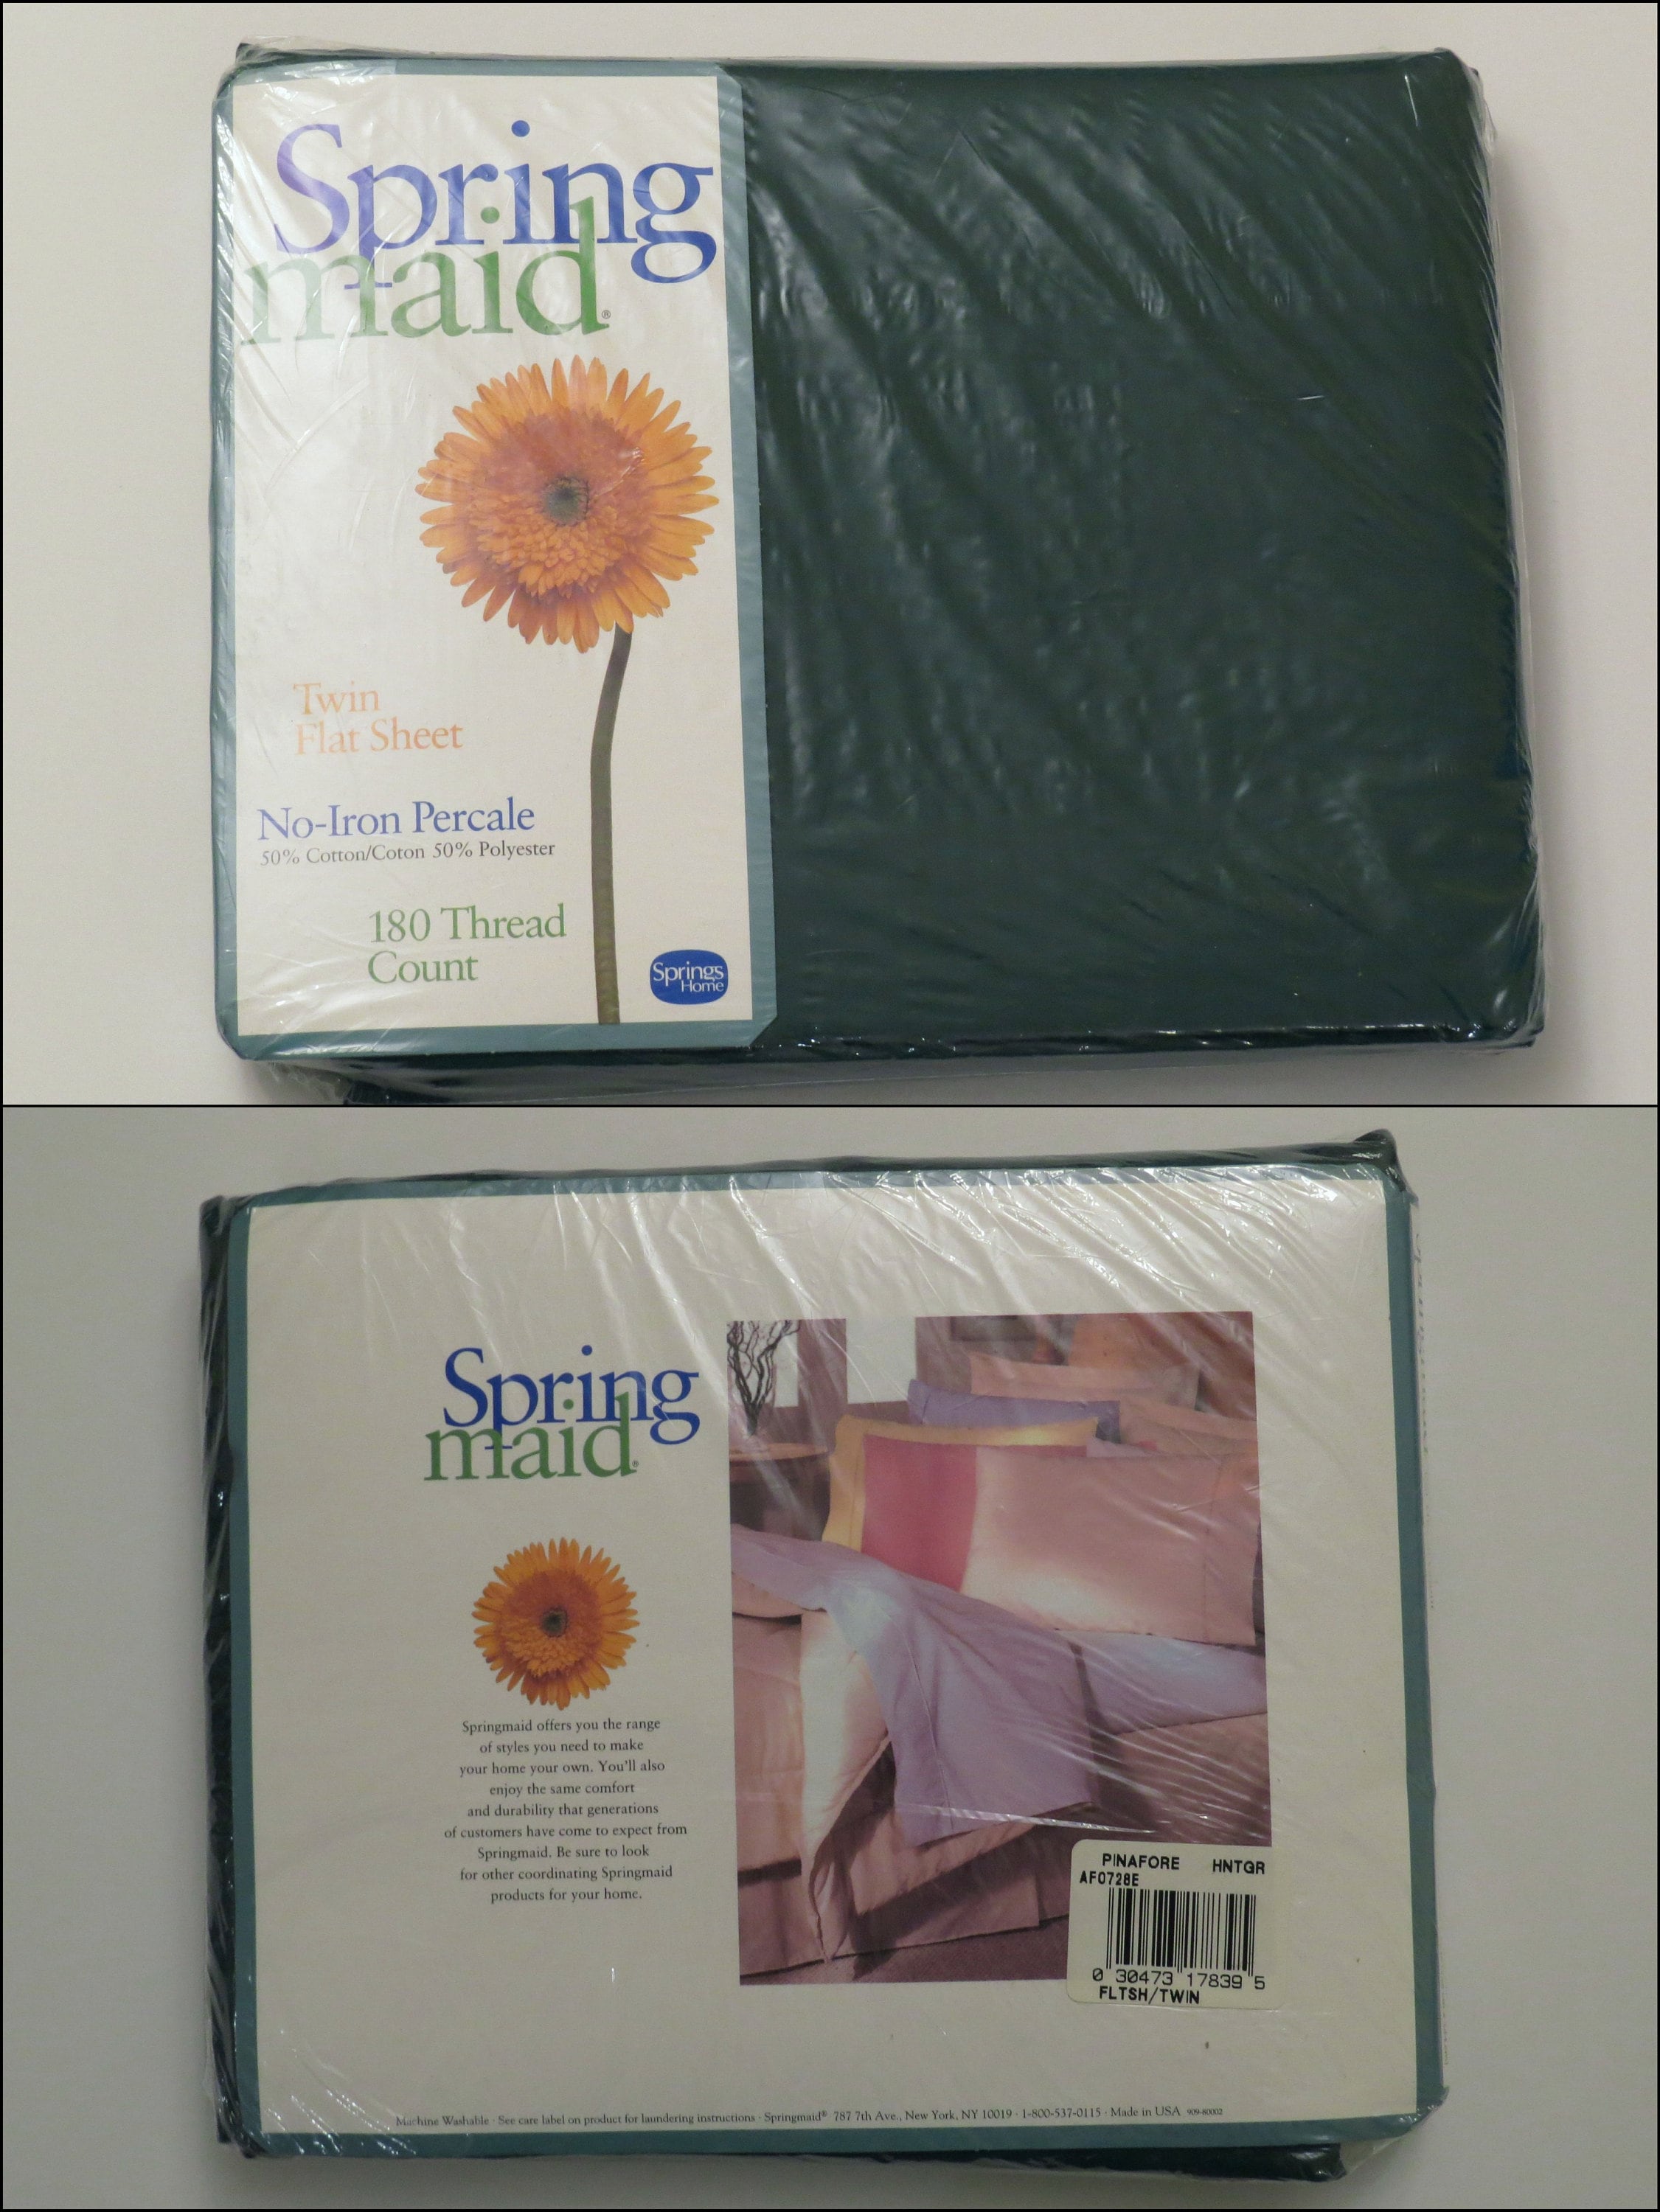 Spring
maid®
Twin
Flat Sheet
No-Iron Percale
50% Cotton/Coton 50% Polyester
180 Thread
Count
Springs
Home
Spring
maid®
Springmaid offers you the range
of styles you need to make
your home your own. You'll also
enjoy the same comfort
and durability that generations
of customers have come to expect from
Springmaid. Be sure to look
for other coordinating Springmaid
products for your home.
PINAFORE HNTGR
AF0728E
0 30473 17839 5
FLTSH/TWIN
Machine Washable · See care label on product for laundering instructions · Springmaid® 787 7th Ave., New York, NY 10019 · 1-800-537-0115 · Made in USA 909-80002